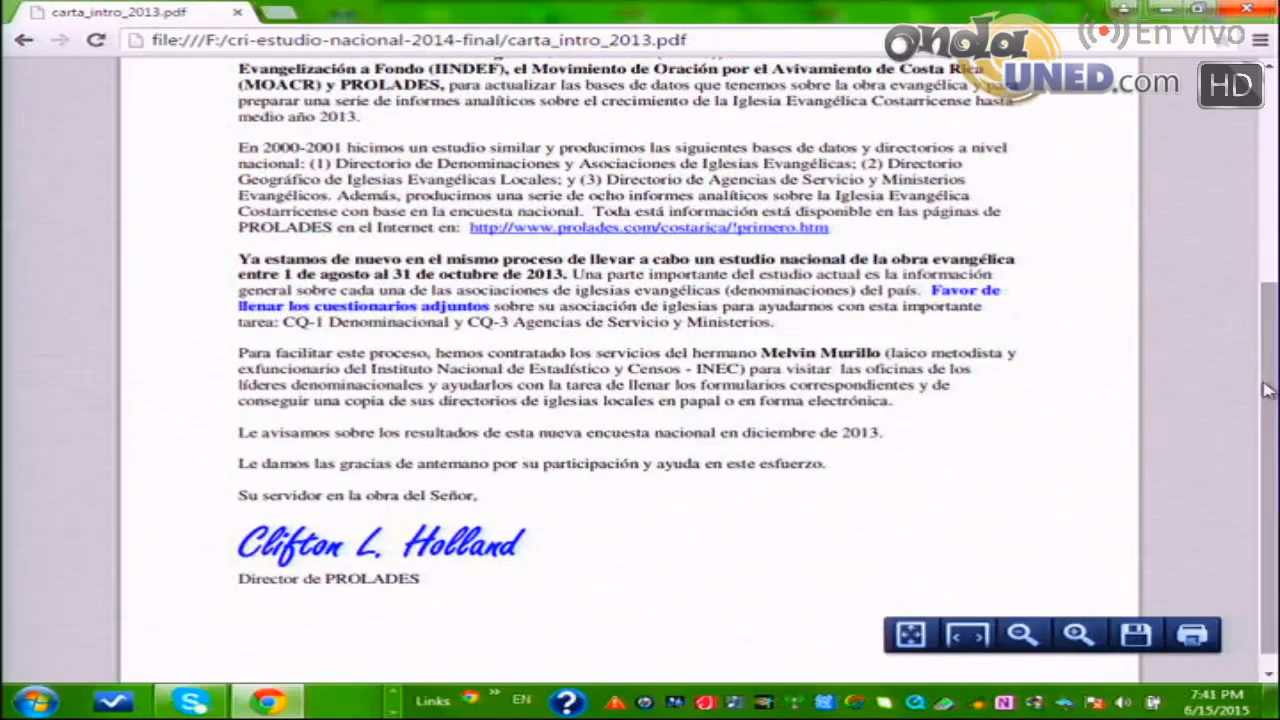 carta_intro_2013.pdf
file:///F:/cri-estudio-nacional-2014-final/carta_intro_2013.pdf
onda
UNED.com
En vivo
HD
Evangelización a Fondo (IINDEF), el Movimiento de Oración por el Avivamiento de Costa Rica
(MOACR) y PROLADES, para actualizar las bases de datos que tenemos sobre la obra evangélica y
preparar una serie de informes analíticos sobre el crecimiento de la Iglesia Evangélica Costarricense hasta
medio año 2013.
En 2000-2001 hicimos un estudio similar y producimos las siguientes bases de datos y directorios a nivel
nacional: (1) Directorio de Denominaciones y Asociaciones de Iglesias Evangélicas; (2) Directorio
Geográfico de Iglesias Evangélicas Locales; y (3) Directorio de Agencias de Servicio y Ministerios
Evangélicos. Además, producimos una serie de ocho informes analíticos sobre la Iglesia Evangélica
Costarricense con base en la encuesta nacional. Toda está información está disponible en las páginas de
PROLADES en el Internet en: http://www.prolades.com/costarica/!primero.htm
Ya estamos de nuevo en el mismo proceso de llevar a cabo un estudio nacional de la obra evangélica
entre 1 de agosto al 31 de octubre de 2013. Una parte importante del estudio actual es la información
general sobre cada una de las asociaciones de iglesias evangélicas (denominaciones) del país. Favor de
llenar los cuestionarios adjuntos sobre su asociación de iglesias para ayudarnos con esta importante
tarea: CQ-1 Denominacional y CQ-3 Agencias de Servicio y Ministerios.
Para facilitar este proceso, hemos contratado los servicios del hermano Melvin Murillo (laico metodista y
exfuncionario del Instituto Nacional de Estadístico y Censos - INEC) para visitar las oficinas de los
líderes denominacionales y ayudarlos con la tarea de llenar los formularios correspondientes y de
conseguir una copia de sus directorios de iglesias locales en papal o en forma electrónica.
Le avisamos sobre los resultados de esta nueva encuesta nacional en diciembre de 2013.
Le damos las gracias de antemano por su participación y ayuda en este esfuerzo.
Su servidor en la obra del Señor,
Clifton L. Holland
Director de PROLADES
Links
EN
7:41 PM
6/15/2015